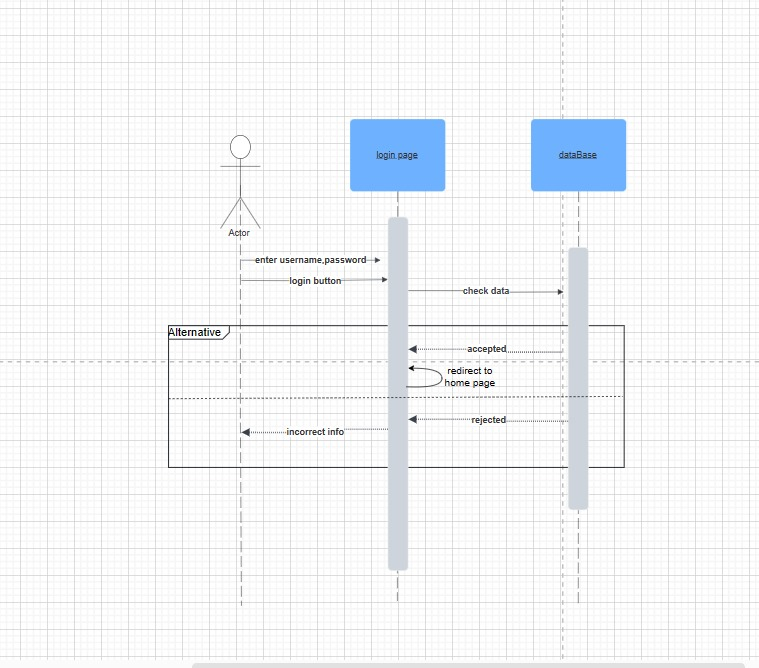 login page
dataBase
Actor
enter username,password
login button
check data
Alternative
accepted
redirect to
home page
rejected
incorrect info